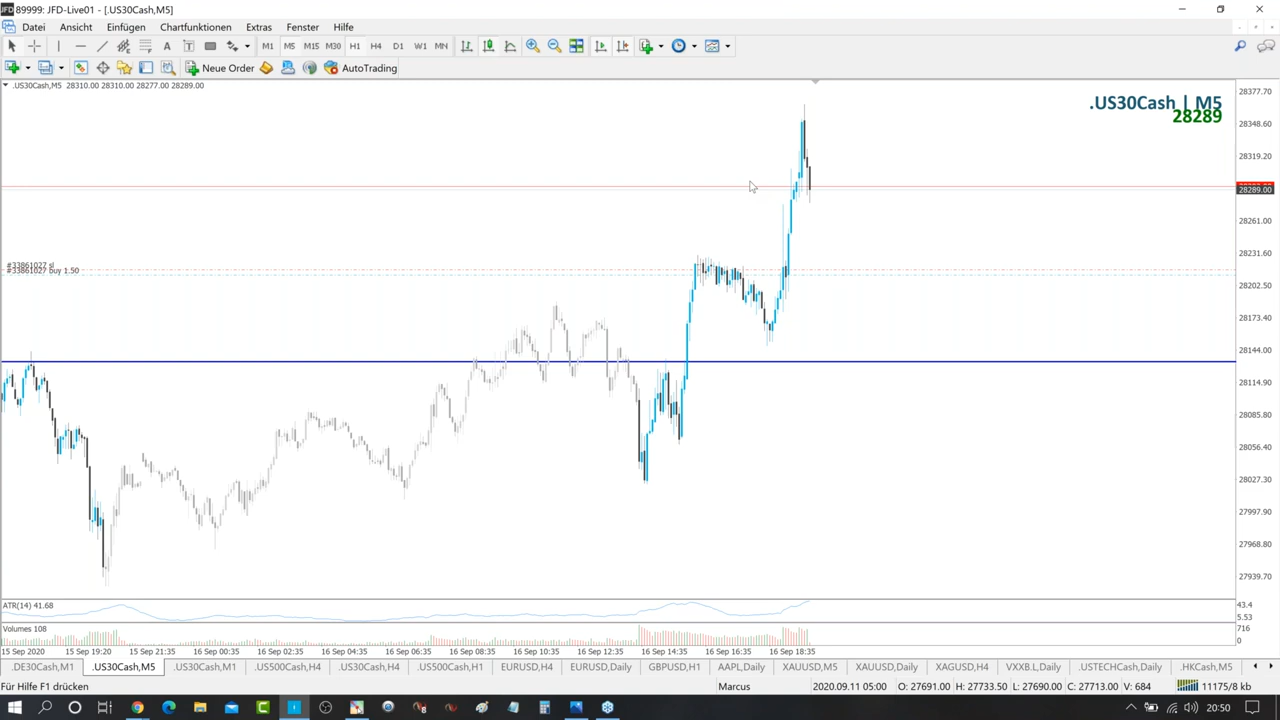 89999: JFD-Live01 - [.US30Cash,M5]
Datei Ansicht Einfügen Chartfunktionen Extras Fenster Hilfe
M1 M5 M15 M30 H1 H4 D1 W1 MN
Neue Order AutoTrading
.US30Cash,M5 28310.00 28310.00 28277.00 28289.00
.US30Cash | M5
28289
28377.70
28348.60
28319.20
28289.00
28261.00
28231.60
#33861027 sl
#33861027 buy 1.50
28202.50
28173.40
28144.00
28114.90
28085.80
28056.40
28027.30
27997.90
27968.80
27939.70
ATR(14) 41.68
43.4
5.53
Volumes 108
716
0
15 Sep 2020 15 Sep 19:20 15 Sep 21:35 16 Sep 00:35 16 Sep 02:35 16 Sep 04:35 16 Sep 06:35 16 Sep 08:35 16 Sep 10:35 16 Sep 12:35 16 Sep 14:35 16 Sep 16:35 16 Sep 18:35
.DE30Cash,M1 .US30Cash,M5 .US30Cash,M1 .US500Cash,H4 .US30Cash,H4 .US500Cash,H1 EURUSD,H4 EURUSD,Daily GBPUSD,H1 AAPL,Daily XAUUSD,M5 XAUUSD,Daily XAGUSD,H4 VXXB.L,Daily .USTECHCash,Daily .HKCash,M5
Für Hilfe F1 drücken Marcus 2020.09.11 05:00 O: 27691.00 H: 27733.50 L: 27690.00 C: 27713.00 V: 684 11175/8 kb
20:50